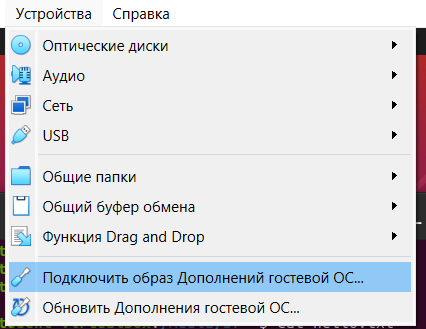 Устройства Справка
Оптические диски
Аудио
Сеть
USB
Общие папки
Общий буфер обмена
Функция Drag and Drop
Подключить образ Дополнений гостевой ОС...
Обновить Дополнения гостевой ОС...